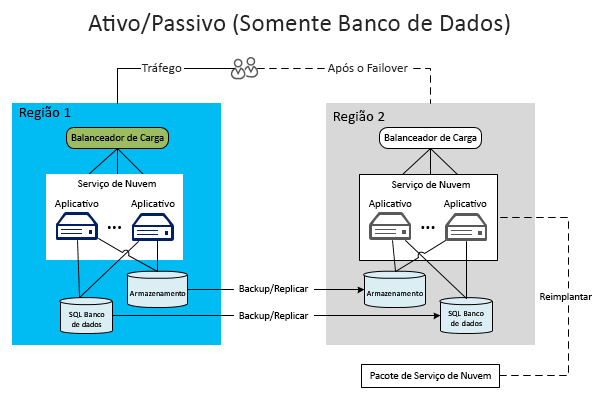 Ativo/Passivo (Somente Banco de Dados)
Tráfego
Após o Failover
Região 1
Balanceador de Carga
Serviço de Nuvem
Aplicativo
Aplicativo
...
Armazenamento
SQL Banco
de dados
Backup/Replicar
Backup/Replicar
Região 2
Balanceador de Carga
Serviço de Nuvem
Aplicativo
Aplicativo
...
Armazenamento
SQL Banco
de dados
Reimplantar
Pacote de Serviço de Nuvem